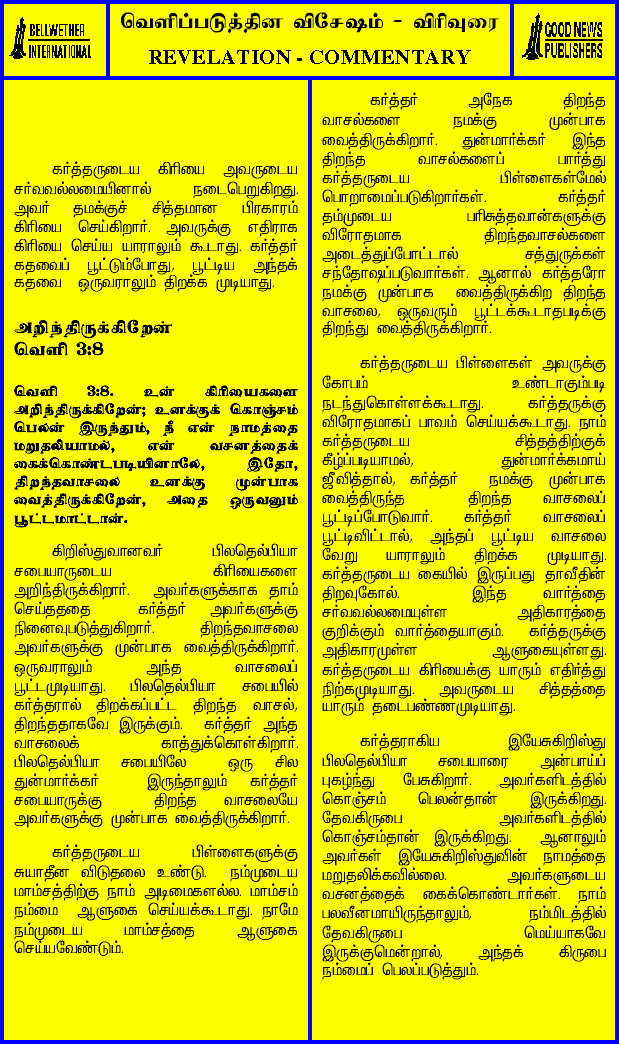 BELLWETHER
INTERNATIONAL
வெளிப்படுத்தின விசேஷம் - விரிவுரை
REVELATION - COMMENTARY
GOOD NEWS
PUBLISHERS
கர்த்தருடைய கிரியை அவருடைய
சர்வவல்லமையினால் நடைபெறுகிறது.
அவர் தமக்குச் சித்தமான பிரகாரம்
கிரியை செய்கிறார். அவருக்கு எதிராக
கிரியை செய்ய யாராலும் கூடாது. கர்த்தர்
கதவைப் பூட்டும்போது, பூட்டிய அந்தக்
கதவை ஒருவராலும் திறக்க முடியாது.
அறிந்திருக்கிறேன்
வெளி 3:8
வெளி 3:8. உன் கிரியைகளை
அறிந்திருக்கிறேன்; உனக்குக் கொஞ்சம்
பெலன் இருந்தும், நீ என் நாமத்தை
மறுதலியாமல், என் வசனத்தைக்
கைக்கொண்டபடியினாலே, இதோ,
திறந்தவாசலை உனக்கு முன்பாக
வைத்திருக்கிறேன், அதை ஒருவனும்
பூட்டமாட்டான்.
கிறிஸ்துவானவர் பிலதெல்பியா
சபையாருடைய கிரியைகளை
அறிந்திருக்கிறார். அவர்களுக்காக தாம்
செய்ததை கர்த்தர் அவர்களுக்கு
நினைவுபடுத்துகிறார். திறந்தவாசலை
அவர்களுக்கு முன்பாக வைத்திருக்கிறார்.
ஒருவராலும் அந்த வாசலைப்
பூட்டமுடியாது. பிலதெல்பியா சபையில்
கர்த்தரால் திறக்கப்பட்ட திறந்த வாசல்,
திறந்ததாகவே இருக்கும். கர்த்தர் அந்த
வாசலைக் காத்துக்கொள்கிறார்.
பிலதெல்பியா சபையிலே ஒரு சில
துன்மார்க்கர் இருந்தாலும் கர்த்தர்
சபையாருக்கு திறந்த வாசலையே
அவர்களுக்கு முன்பாக வைத்திருக்கிறார்.
கர்த்தருடைய பிள்ளைகளுக்கு
சுயாதீன விடுதலை உண்டு. நம்முடைய
மாம்சத்திற்கு நாம் அடிமைகளல்ல. மாம்சம்
நம்மை ஆளுகை செய்யக்கூடாது. நாமே
நம்முடைய மாம்சத்தை ஆளுகை
செய்யவேண்டும்.
கர்த்தர் அநேக திறந்த
வாசல்களை நமக்கு முன்பாக
வைத்திருக்கிறார். துன்மார்க்கர் இந்த
திறந்த வாசல்களைப் பார்த்து
கர்த்தருடைய பிள்ளைகள்மேல்
பொறாமைப்படுகிறார்கள். கர்த்தர்
தம்முடைய பரிசுத்தவான்களுக்கு
விரோதமாக திறந்தவாசல்களை
அடைத்துப்போட்டால் சத்துருக்கள்
சந்தோஷப்படுவார்கள். ஆனால் கர்த்தரோ
நமக்கு முன்பாக வைத்திருக்கிற திறந்த
வாசலை, ஒருவரும் பூட்டக்கூடாதபடிக்கு
திறந்து வைத்திருக்கிறார்.
கர்த்தருடைய பிள்ளைகள் அவருக்கு
கோபம் உண்டாகும்படி
நடந்துகொள்ளக்கூடாது. கர்த்தருக்கு
விரோதமாகப் பாவம் செய்யக்கூடாது. நாம்
கர்த்தருடைய சித்தத்திற்குக்
கீழ்ப்படியாமல், துன்மார்க்கமாய்
ஜீவித்தால், கர்த்தர் நமக்கு முன்பாக
வைத்திருந்த திறந்த வாசலைப்
பூட்டிப்போடுவார். கர்த்தர் வாசலைப்
பூட்டிவிட்டால், அந்தப் பூட்டிய வாசலை
வேறு யாராலும் திறக்க முடியாது.
கர்த்தருடைய கையில் இருப்பது தாவீதின்
திறவுகோல். இந்த வார்த்தை
சர்வவல்லமையுள்ள அதிகாரத்தை
குறிக்கும் வார்த்தையாகும். கர்த்தருக்கு
அதிகாரமுள்ள ஆளுகையுள்ளது.
கர்த்தருடைய கிரியைக்கு யாரும் எதிர்த்து
நிற்கமுடியாது. அவருடைய சித்தத்தை
யாரும் தடைபண்ணமுடியாது.
கர்த்தராகிய இயேசுகிறிஸ்து
பிலதெல்பியா சபையாரை அன்பாய்ப்
புகழ்ந்து பேசுகிறார். அவர்களிடத்தில்
கொஞ்சம் பெலன்தான் இருக்கிறது.
தேவகிருபை அவர்களிடத்தில்
கொஞ்சம்தான் இருக்கிறது. ஆனாலும்
அவர்கள் இயேசுகிறிஸ்துவின் நாமத்தை
மறுதலிக்கவில்லை. அவர்களுடைய
வசனத்தைக் கைக்கொண்டார்கள். நாம்
பலவீனமாயிருந்தாலும், நம்மிடத்தில்
தேவகிருபை மெய்யாகவே
இருக்குமென்றால், அந்தக் கிருபை
நம்மைப் பெலப்படுத்தும்.